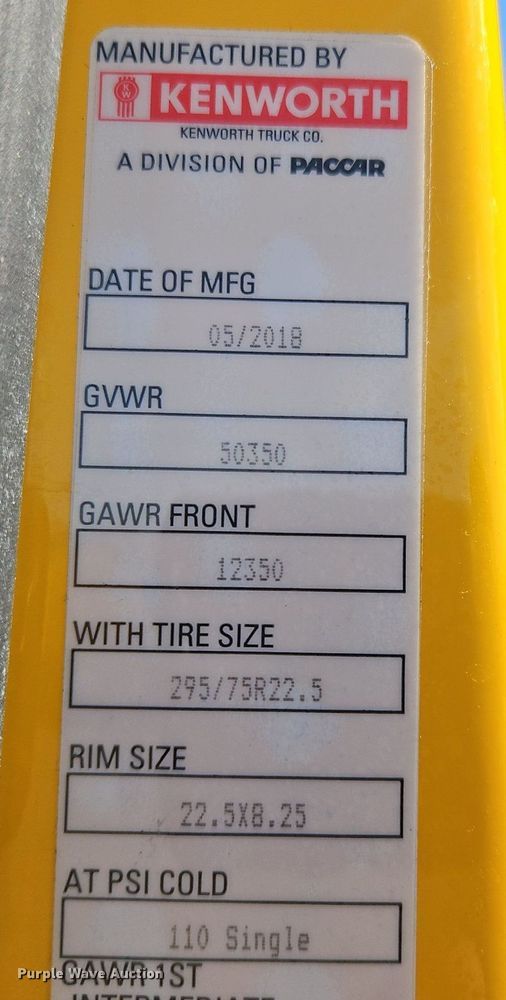 MANUFACTURED BY
KW KENWORTH
KENWORTH TRUCK CO.
A DIVISION OF PACCAR
DATE OF MFG
05/2018
GVWR
50350
GAWR FRONT
12350
WITH TIRE SIZE
295/75R22.5
RIM SIZE
22.5X8.25
AT PSI COLD
110 Single
GAWR 1ST
INTERMEDIATE
Purple Wave Auction